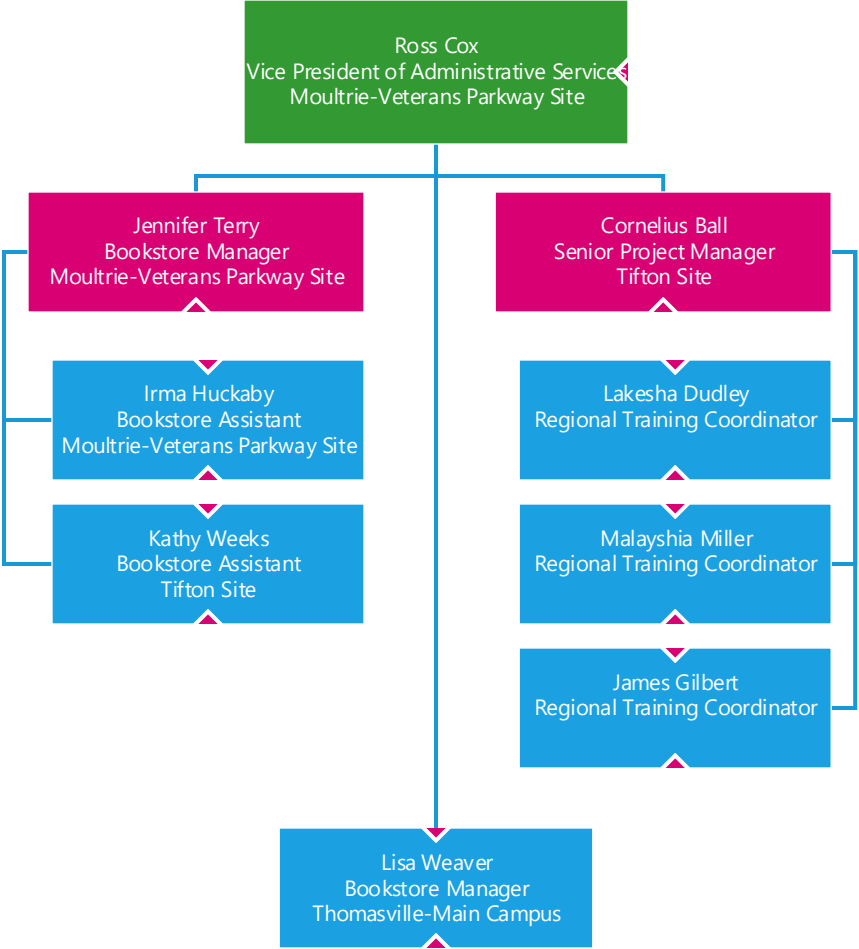 Ross Cox
Vice President of Administrative Services
Moultrie-Veterans Parkway Site
Jennifer Terry
Bookstore Manager
Moultrie-Veterans Parkway Site
Cornelius Ball
Senior Project Manager
Tifton Site
Irma Huckaby
Bookstore Assistant
Moultrie-Veterans Parkway Site
Lakesha Dudley
Regional Training Coordinator
Kathy Weeks
Bookstore Assistant
Tifton Site
Malayshia Miller
Regional Training Coordinator
James Gilbert
Regional Training Coordinator
Lisa Weaver
Bookstore Manager
Thomasville-Main Campus